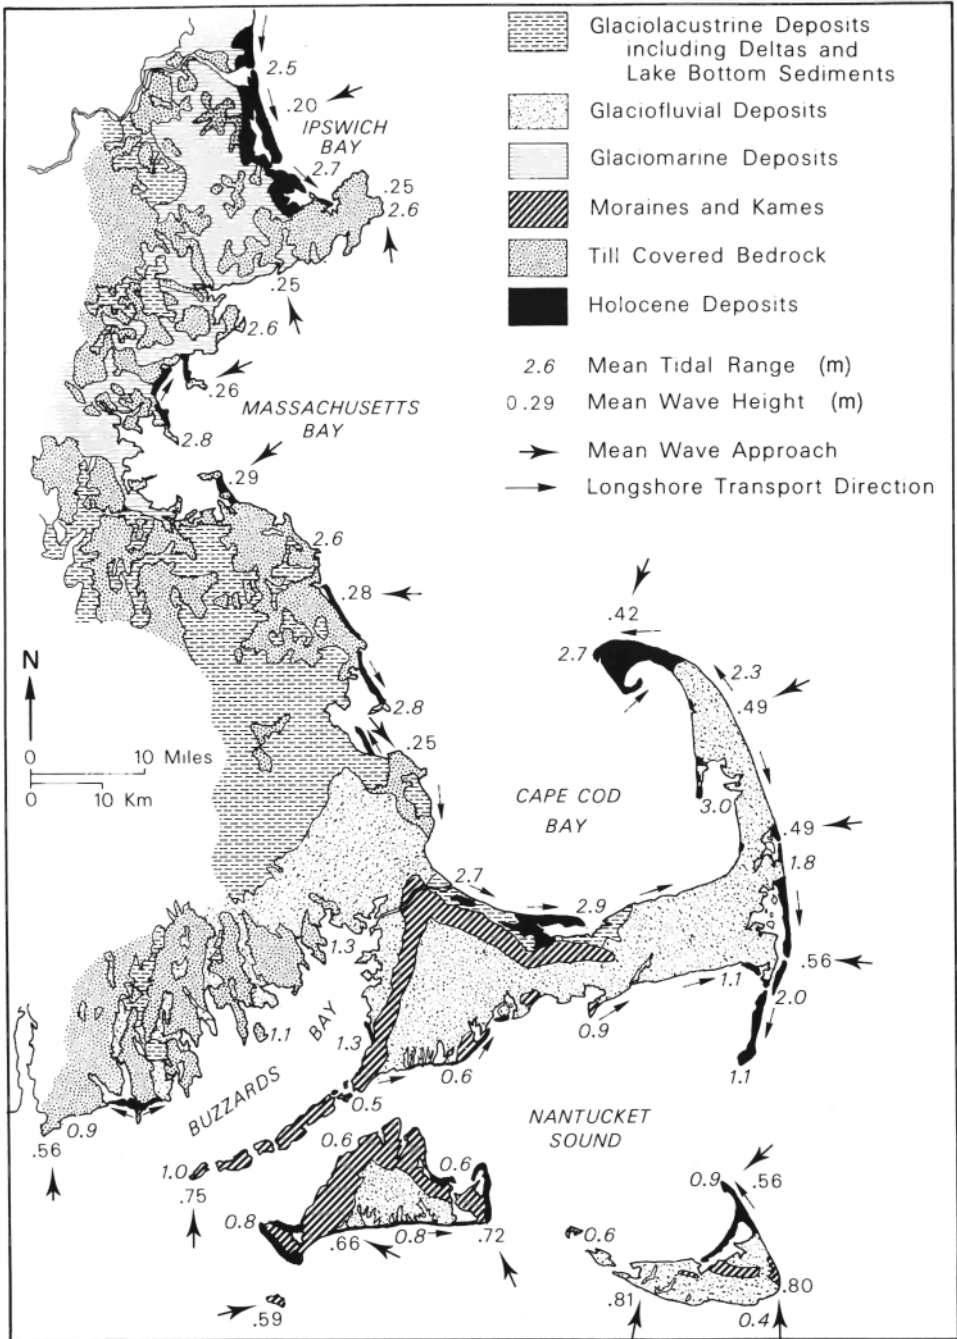 Glaciolacustrine Deposits
including Deltas and
Lake Bottom Sediments
Glaciofluvial Deposits
Glaciomarine Deposits
Moraines and Kames
Till Covered Bedrock
Holocene Deposits
2.6 Mean Tidal Range (m)
0.29 Mean Wave Height (m)
Mean Wave Approach
Longshore Transport Direction
2.5
.20
IPSWICH
BAY
2.7
.25
2.6
.25
2.6
.26
MASSACHUSETTS
BAY
2.8
.29
2.6
.28
.42
2.7
2.3
.49
N
2.8
.25
0 10 Miles
0 10 Km
CAPE COD
BAY
3.0
.49
1.8
2.7
2.9
1.3
.56
1.1
2.0
0.9
1.1
BAY
1.3
0.6
1.1
BUZZARDS
0.5
NANTUCKET
SOUND
0.9
.56
0.6
0.6
1.0
.75
0.9
.56
0.8
.66
0.8
.72
0.6
.80
.81
0.4
.59